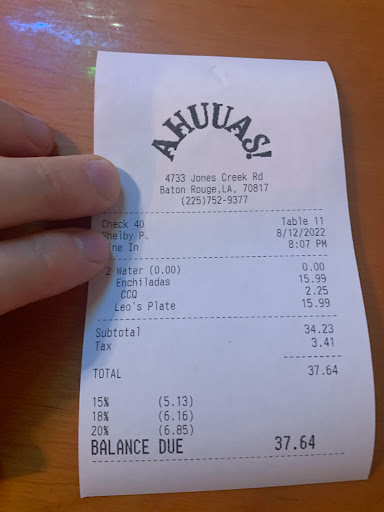 AHUUAS!
4733 Jones Creek Rd
Baton Rouge,LA, 70817
(225)752-9377
Check 40 Table 11
Shelby P. 8/12/2022
ne In 8:07 PM
2 Water (0.00) 0.00
Enchiladas 15.99
CCQ 2.25
Leo's Plate 15.99
Subtotal 34.23
Tax 3.41
TOTAL 37.64
15% (5.13)
18% (6.16)
20% (6.85)
BALANCE DUE 37.64